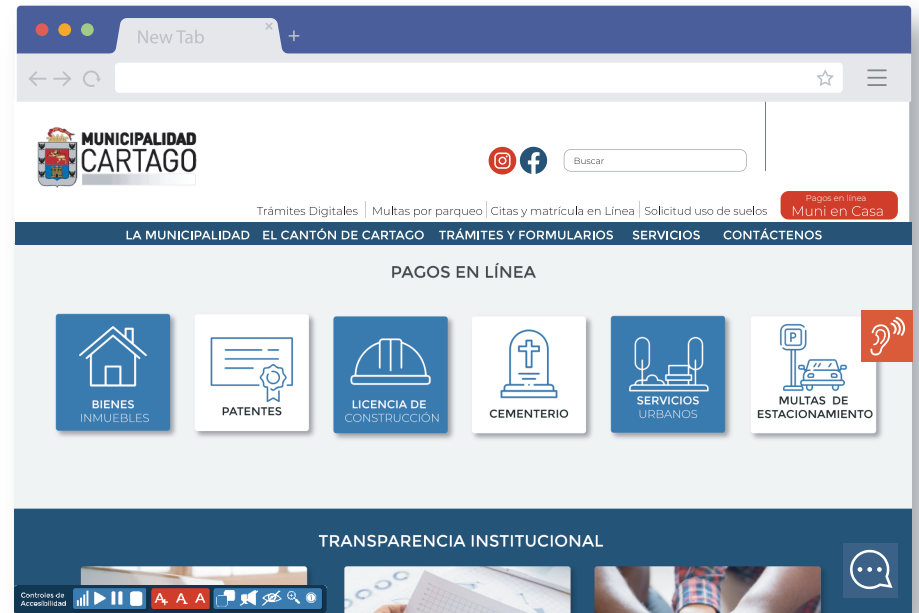 New Tab
MUNICIPALIDAD
CARTAGO
Buscar
Trámites Digitales | Multas por parqueo | Citas y matrícula en Línea | Solicitud uso de suelos
Pagos en línea
Muni en Casa
LA MUNICIPALIDAD EL CANTÓN DE CARTAGO TRÁMITES Y FORMULARIOS SERVICIOS CONTÁCTENOS
PAGOS EN LÍNEA
BIENES
INMUEBLES
PATENTES
LICENCIA DE
CONSTRUCCIÓN
CEMENTERIO
SERVICIOS
URBANOS
P
MULTAS DE
ESTACIONAMIENTO
TRANSPARENCIA INSTITUCIONAL
Controles de
Accesibilidad
A+ A A